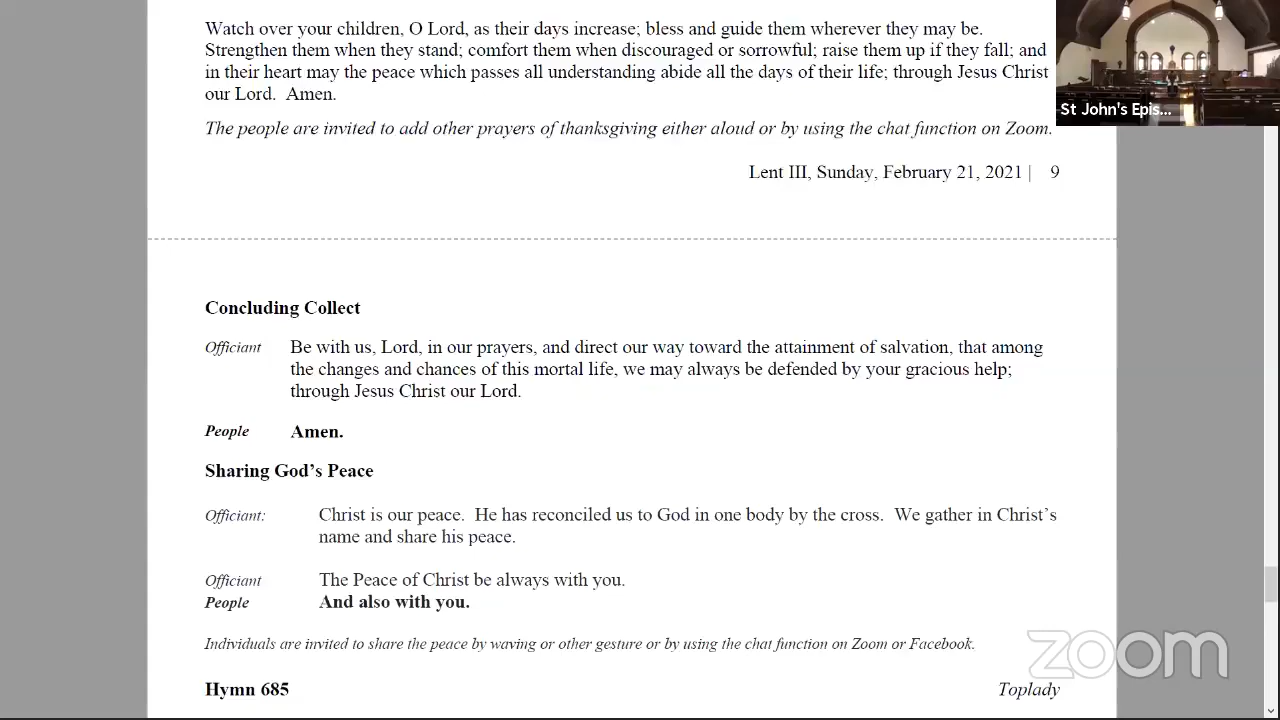 Watch over your children, O Lord, as their days increase; bless and guide them wherever they may be.
Strengthen them when they stand; comfort them when discouraged or sorrowful; raise them up if they fall; and
in their heart may the peace which passes all understanding abide all the days of their life; through Jesus Christ
our Lord. Amen.
St John's Epis...
The people are invited to add other prayers of thanksgiving either aloud or by using the chat function on Zoom.
Lent III, Sunday, February 21, 2021 | 9
Concluding Collect
Officiant Be with us, Lord, in our prayers, and direct our way toward the attainment of salvation, that among
the changes and chances of this mortal life, we may always be defended by your gracious help;
through Jesus Christ our Lord.
People Amen.
Sharing God's Peace
Officiant: Christ is our peace. He has reconciled us to God in one body by the cross. We gather in Christ's
name and share his peace.
Officiant The Peace of Christ be always with you.
People And also with you.
Individuals are invited to share the peace by waving or other gesture or by using the chat function on Zoom or Facebook.
zoom
Hymn 685 Toplady